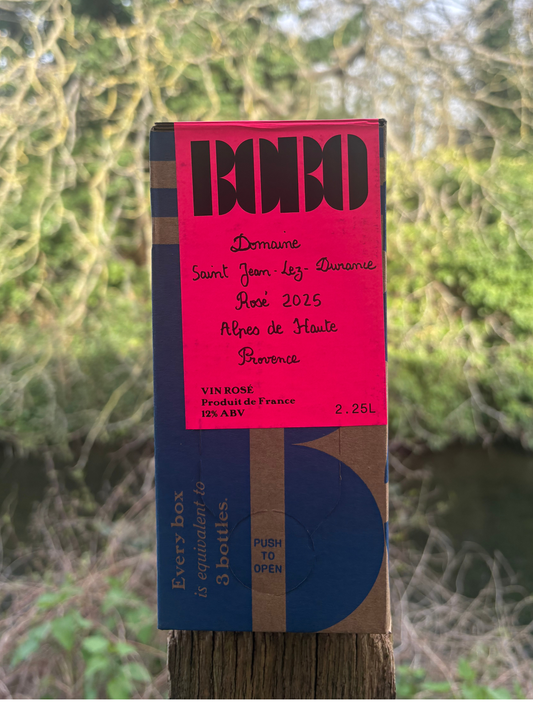 BOBO
Domaine
Saint Jean-Lez-Durance
Rosé 2025
Alpes de Haute
Provence
VIN ROSÉ
Produit de France
12% ABV
2.25L
Every box
is equivalent to
3 bottles.
PUSH
TO
OPEN